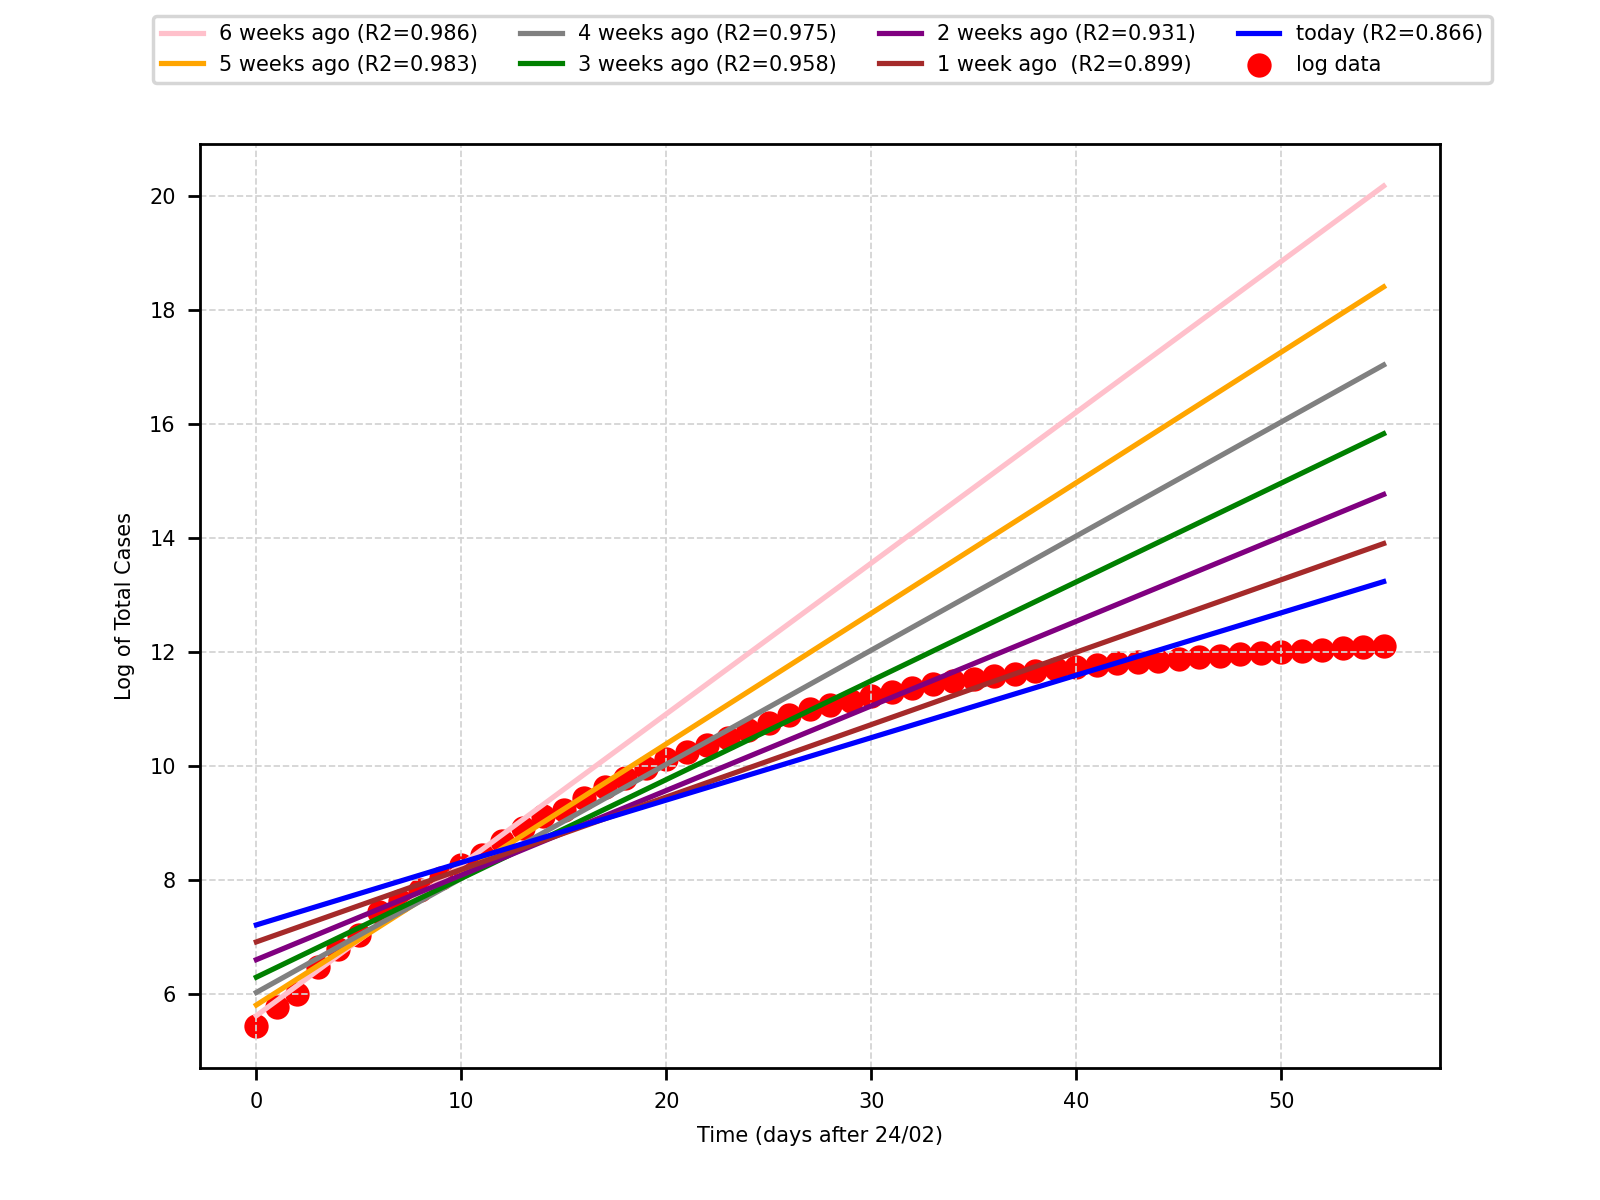 6 weeks ago (R2=0.986)
5 weeks ago (R2=0.983)
4 weeks ago (R2=0.975)
3 weeks ago (R2=0.958)
2 weeks ago (R2=0.931)
1 week ago  (R2=0.899)
today (R2=0.866)
log data
20
18
16
14
12
10
8
6
Log of Total Cases
0
10
20
30
40
50
Time (days after 24/02)